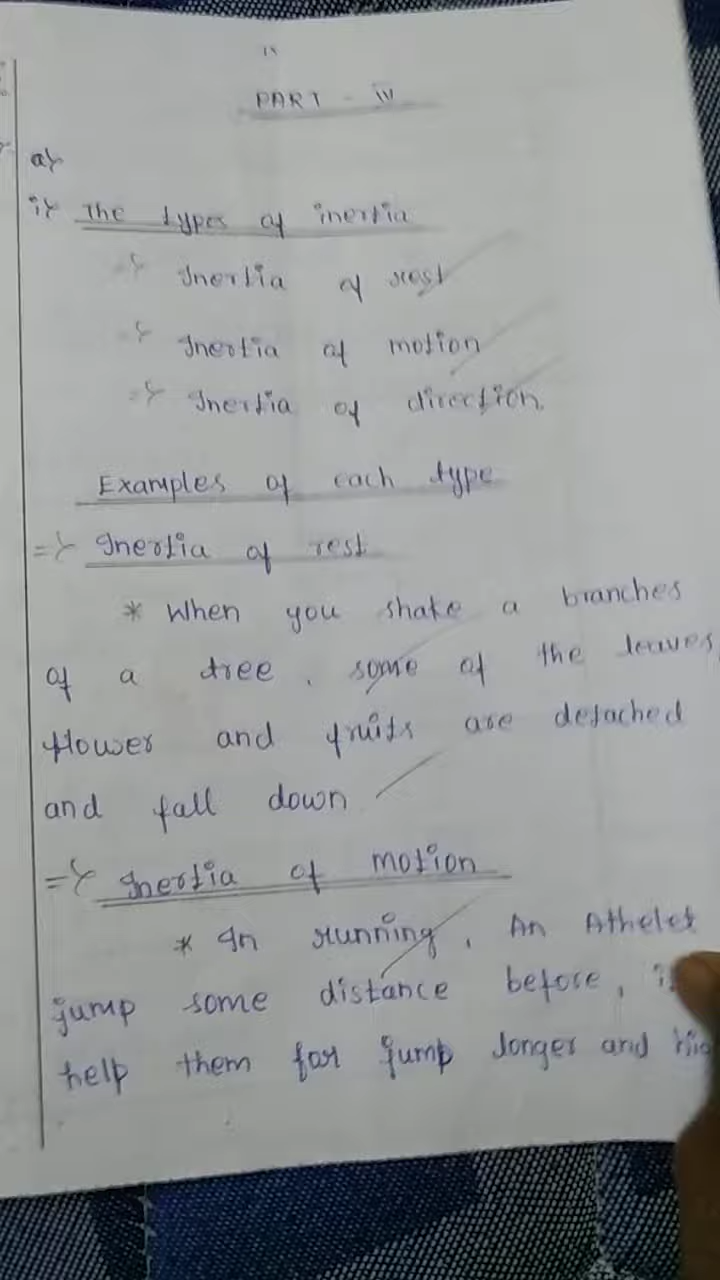 PART - IV
a)
i) The types of inertia
=> Inertia of rest
=> Inertia of motion
=> Inertia of direction.
Examples of each type
=> Inertia of rest
* When you shake a branches
of a tree, some of the leaves,
flower and fruits are detached
and fall down
=> Inertia of motion
* In running, An Athelet
jump some distance before,
help them for jump longer and